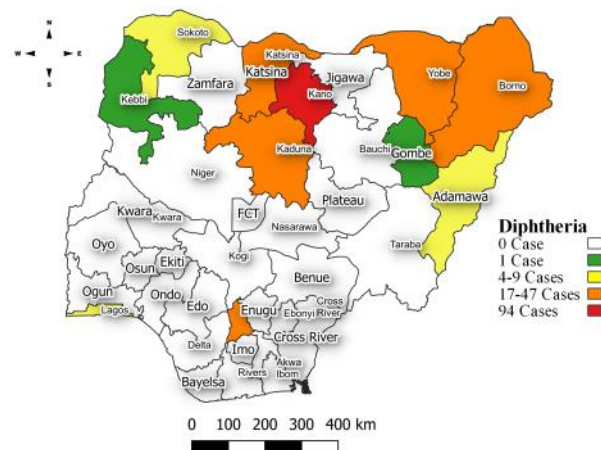 N
W E
S
Sokoto
Katsina
Katsina
Jigawa
Zamfara
Kano
Yobe
Borno
Kebbi
Kaduna
Bauchi
Gombe
Niger
Adamawa
Plateau
Kwara
Kwara
FCT
Nasarawa
Taraba
Oyo
Kogi
Ekiti
Osun
Benue
Ogun
Ondo
Edo
Lagos
Enugu
Ebonyi
Cross
River
Delta
Imo
Cross River
Bayelsa
Rivers
Akwa
Ibom
Diphtheria
0 Case
1 Case
4-9 Cases
17-47 Cases
94 Cases
0 100 200 300 400 km